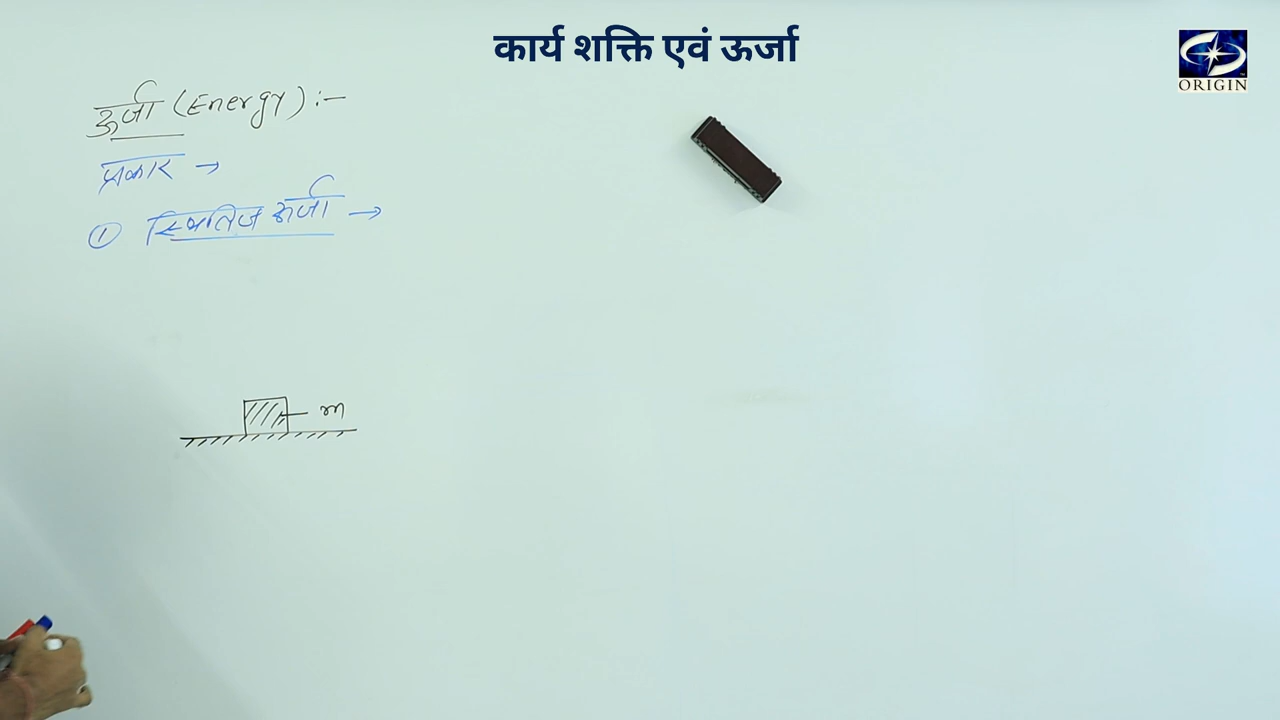 कार्य शक्ति एवं ऊर्जा
ORIGIN
ऊर्जा (Energy) :-
प्रकार →
① स्थितिज ऊर्जा →
m